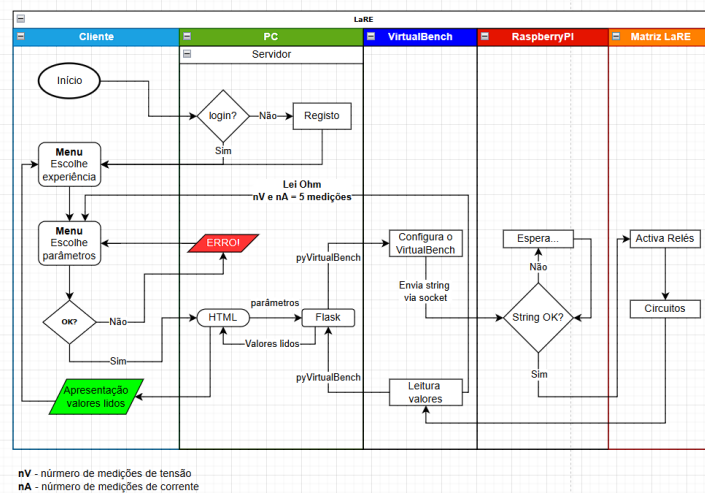 LaRE
Cliente
PC
VirtualBench
RaspberryPI
Matriz LaRE
Servidor
Início
login?
Não
Registo
Sim
Menu
Escolhe
experiência
Lei Ohm
nV e nA = 5 medições
Menu
Escolhe
parâmetros
ERRO!
pyVirtualBench
Configura o
VirtualBench
Espera...
Activa Relés
Não
Envia string
via socket
OK?
Não
HTML
parâmetros
Flask
String OK?
Circuitos
Valores lidos
Sim
pyVirtualBench
Sim
Apresentação
valores lidos
Leitura
valores
nV - núrmero de medições de tensão
nA - núrmero de medições de corrente